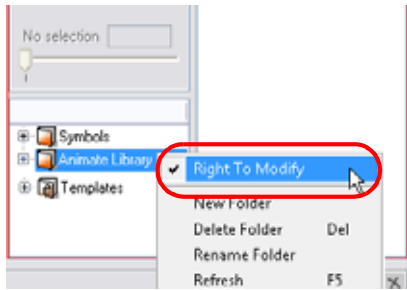 No selection
Symbols
Animate Library
Templates
Right To Modify
New Folder
Delete Folder Del
Rename Folder
Refresh F5